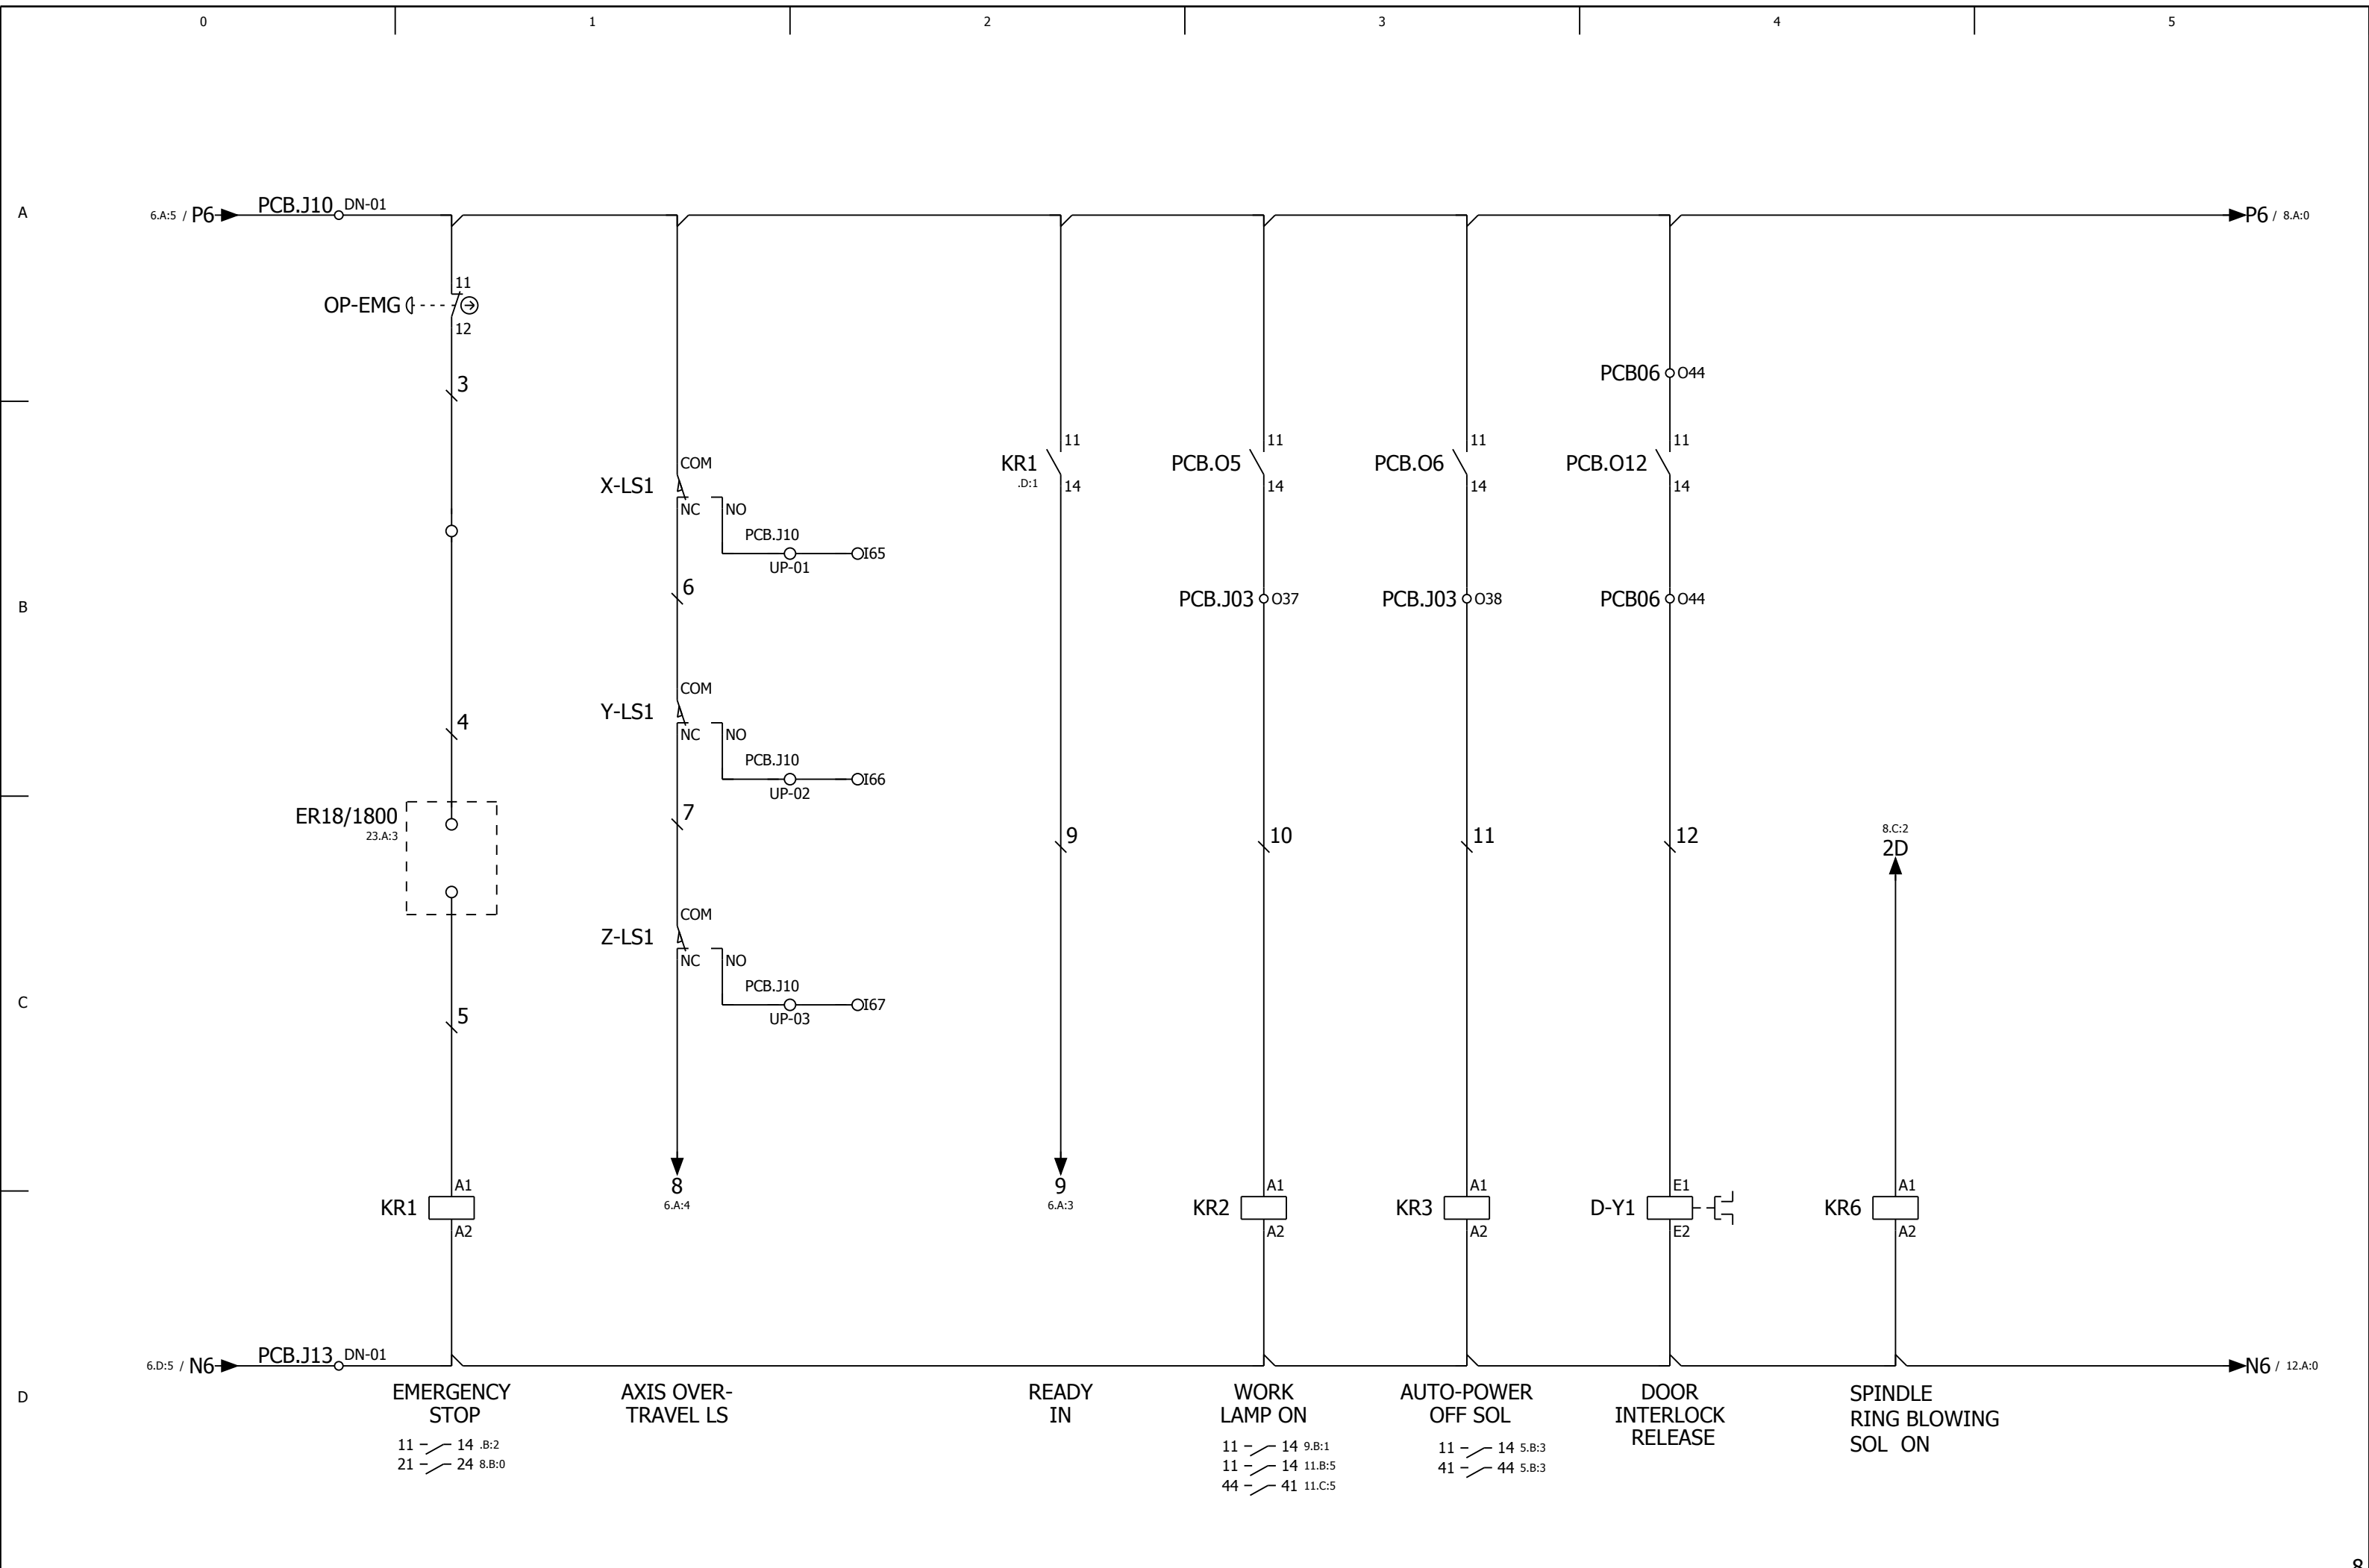 0 1 2 3 4 5
A
6.A:5 / P6
PCB.J10 DN-01
P6 / 8.A:0
11
OP-EMG
12
3
PCB06 O44
COM
X-LS1
NC NO
PCB.J10
UP-01
I65
11
KR1
.D:1
14
11
PCB.O5
14
11
PCB.O6
14
11
PCB.O12
14
B
6
PCB.J03 O37
PCB.J03 O38
PCB06 O44
4
COM
Y-LS1
NC NO
PCB.J10
UP-02
I66
7
ER18/1800
23.A:3
9
10
11
12
8.C:2
2D
COM
Z-LS1
NC NO
PCB.J10
UP-03
I67
C
5
8
6.A:4
9
6.A:3
A1
KR1
A2
A1
KR2
A2
A1
KR3
A2
E1
D-Y1
E2
A1
KR6
A2
6.D:5 / N6
PCB.J13 DN-01
N6 / 12.A:0
D
EMERGENCY
STOP
11 14 .B:2
21 24 8.B:0
AXIS OVER-
TRAVEL LS
READY
IN
WORK
LAMP ON
11 14 9.B:1
11 14 11.B:5
44 41 11.C:5
AUTO-POWER
OFF SOL
11 14 5.B:3
41 44 5.B:3
DOOR
INTERLOCK
RELEASE
SPINDLE
RING BLOWING
SOL ON